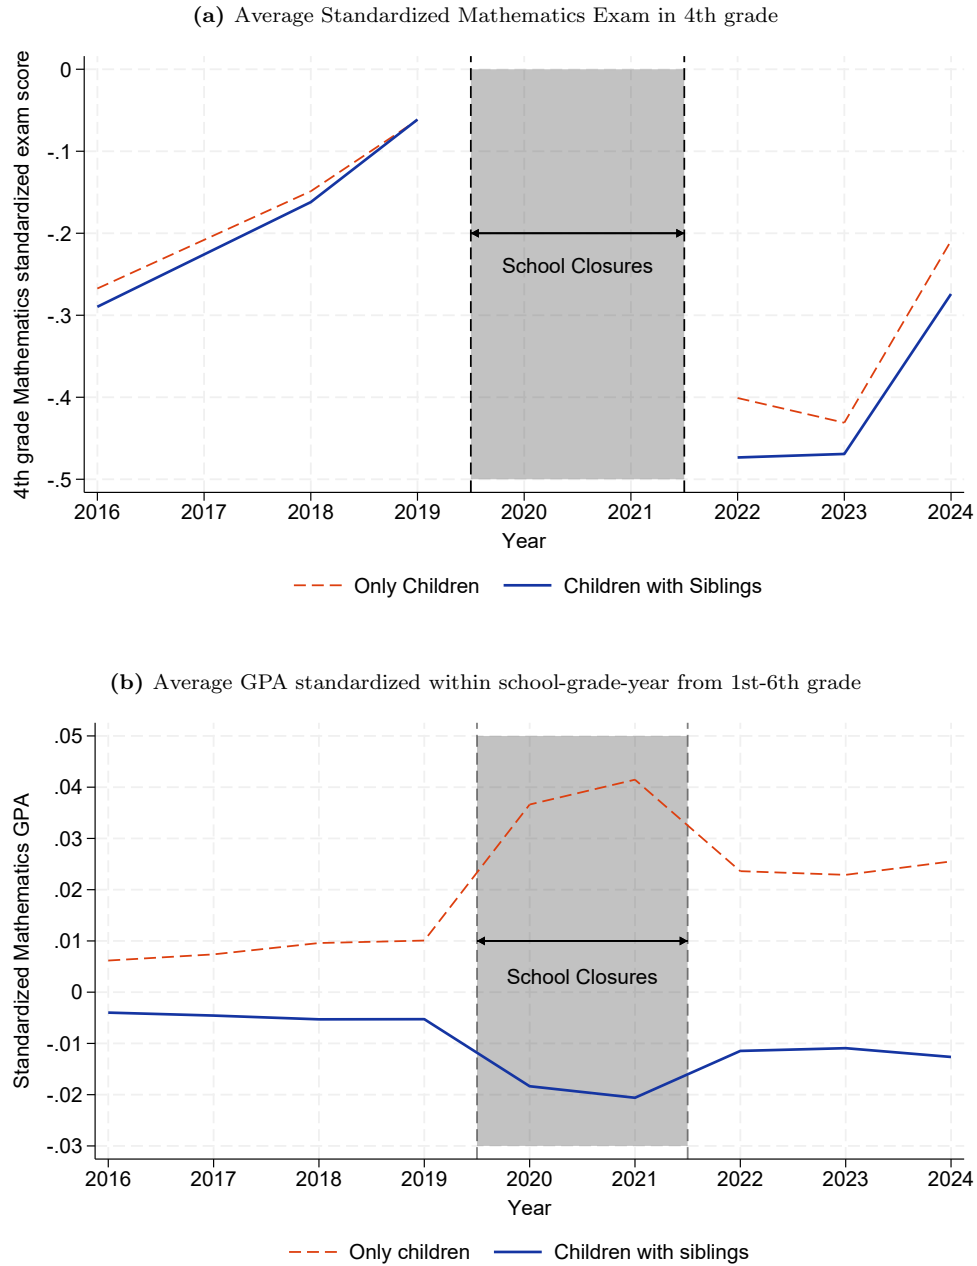 (a) Average Standardized Mathematics Exam in 4th grade
4th grade Mathematics standardized exam score
0
-.1
-.2
-.3
-.4
-.5
School Closures
2016 2017 2018 2019 2020 2021 2022 2023 2024
Year
Only Children Children with Siblings
(b) Average GPA standardized within school-grade-year from 1st-6th grade
Standardized Mathematics GPA
.05
.04
.03
.02
.01
0
-.01
-.02
-.03
School Closures
2016 2017 2018 2019 2020 2021 2022 2023 2024
Year
Only children Children with siblings